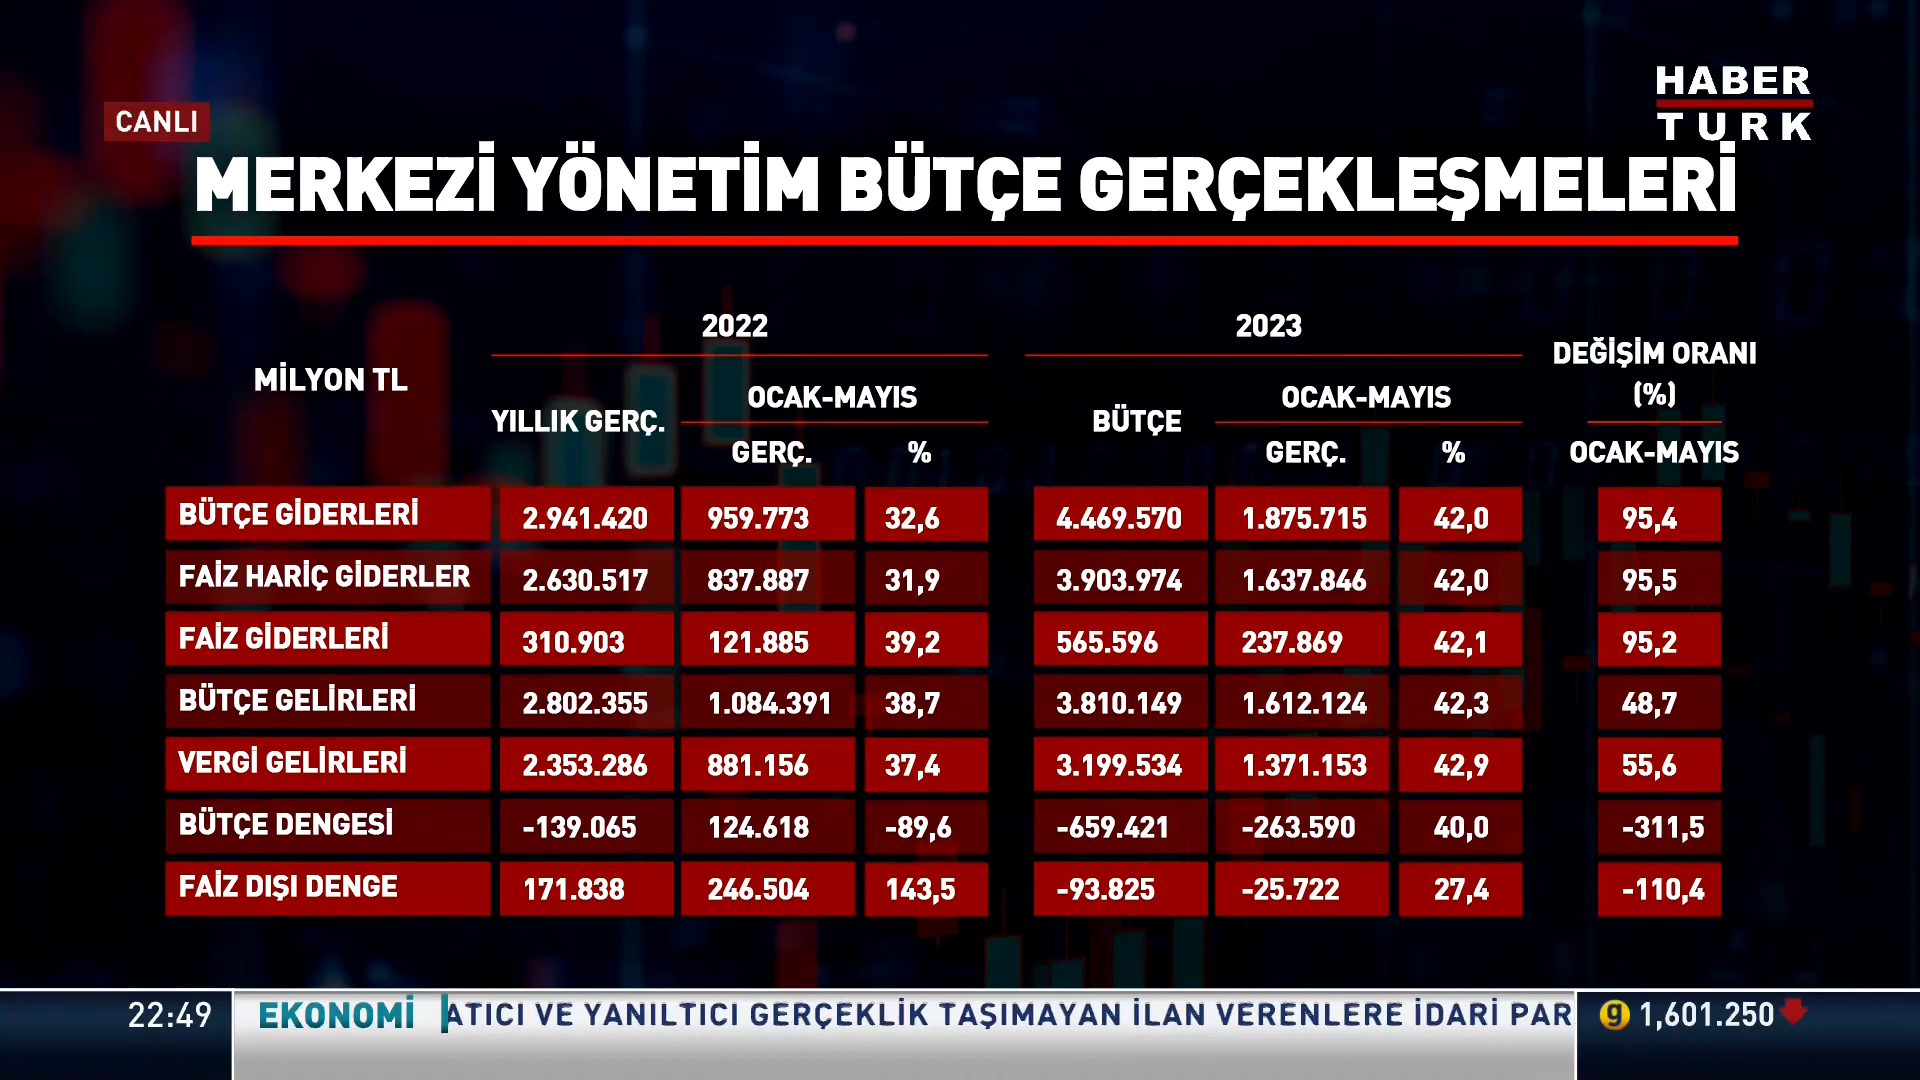 HABER
TURK
CANLI
MERKEZİ YÖNETİM BÜTÇE GERÇEKLEŞMELERİ
2022 2023
MİLYON TL DEĞİŞİM ORANI
(%)
YILLIK GERÇ. OCAK-MAYIS BÜTÇE OCAK-MAYIS
GERÇ. % GERÇ. % OCAK-MAYIS
BÜTÇE GİDERLERİ 2.941.420 959.773 32,6 4.469.570 1.875.715 42,0 95,4
FAİZ HARİÇ GİDERLER 2.630.517 837.887 31,9 3.903.974 1.637.846 42,0 95,5
FAİZ GİDERLERİ 310.903 121.885 39,2 565.596 237.869 42,1 95,2
BÜTÇE GELİRLERİ 2.802.355 1.084.391 38,7 3.810.149 1.612.124 42,3 48,7
VERGİ GELİRLERİ 2.353.286 881.156 37,4 3.199.534 1.371.153 42,9 55,6
BÜTÇE DENGESİ -139.065 124.618 -89,6 -659.421 -263.590 40,0 -311,5
FAİZ DIŞI DENGE 171.838 246.504 143,5 -93.825 -25.722 27,4 -110,4
22:49 EKONOMİ ATICI VE YANILTICI GERÇEKLİK TAŞIMAYAN İLAN VERENLERE İDARİ PAR g 1,601.250